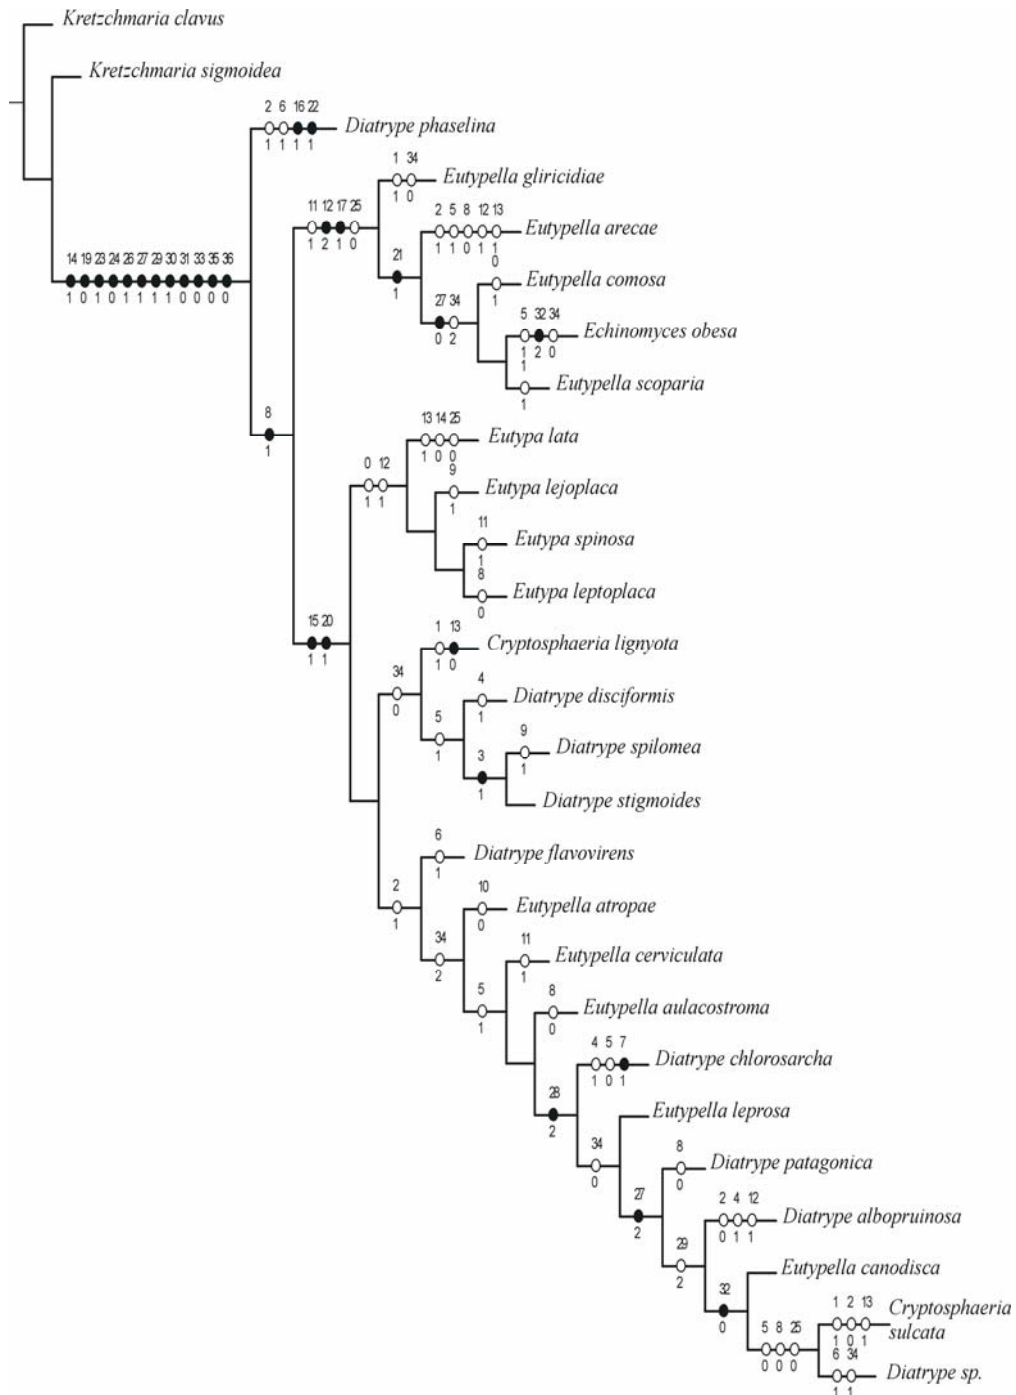 Kretzchmaria clavus
Kretzchmaria sigmoidea
2 6 16 22
Diatrype phaselina
1 1 1 1
1 34
Eutypella gliricidiae
1 0
11 12 17 25
1 2 1 0
2 5 8 12 13
Eutypella arecae
1 1 0 1 1
0
21
1
14 19 23 24 26 27 29 30 31 33 35 36
1 0 1 0 1 1 1 1 0 0 0 0
Eutypella comosa
1
27 34
0 2
5 32 34
Echinomyces obesa
1 2 0
1
Eutypella scoparia
1
8
1
13 14 25
Eutypa lata
1 0 0
0 12
1 1
9
Eutypa lejoplaca
1
11
Eutypa spinosa
1
8
Eutypa leptoplaca
0
15 20
1 1
1 13
Cryptosphaeria lignyota
1 0
34
0
4
Diatrype disciformis
1
5
1
9
Diatrype spilomea
1
3
1
Diatrype stigmoides
6
Diatrype flavovirens
1
2
1
10
Eutypella atropae
0
34
2
11
Eutypella cerviculata
1
5
1
8
Eutypella aulacostroma
0
4 5 7
Diatrype chlorosarcha
1 0 1
28
2
Eutypella leprosa
34
0
8
Diatrype patagonica
0
27
2
2 4 12
Diatrype albopruinosa
0 1 1
29
2
Eutypella canodisca
32
0
1 2 13
Cryptosphaeria
sulcata
1 0 1
5 8 25
0 0 0
6 34
Diatrype sp.
1 1